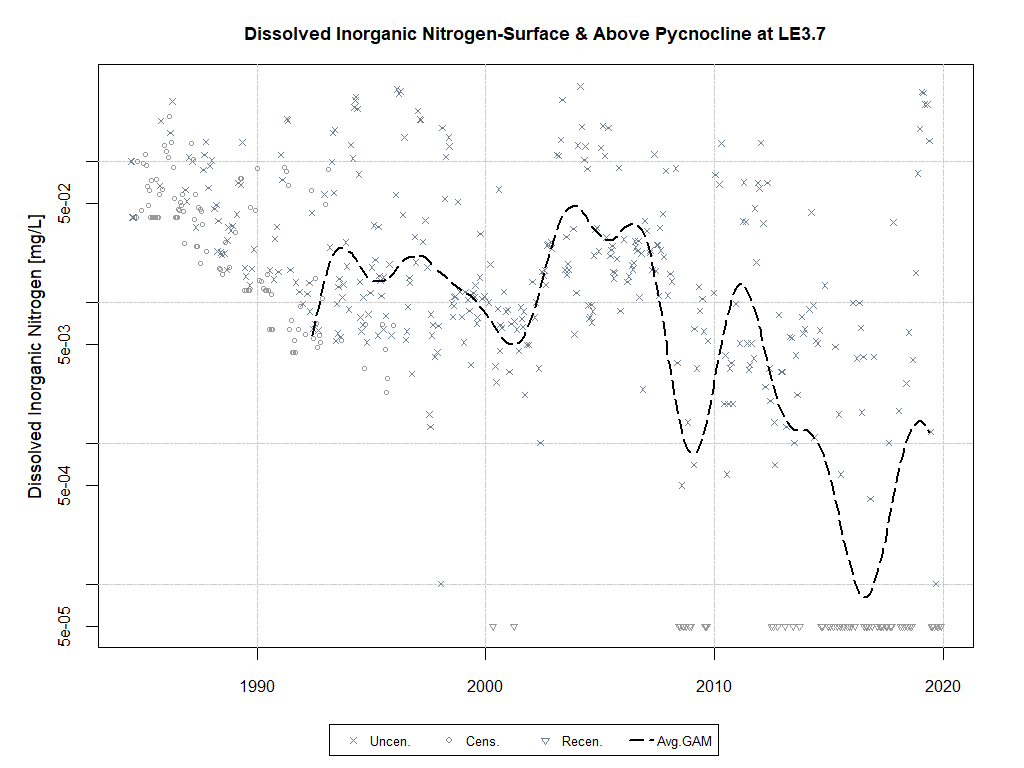 Dissolved Inorganic Nitrogen-Surface & Above Pycnocline at LE3.7
Dissolved Inorganic Nitrogen [mg/L]
5e-02
5e-03
5e-04
5e-05
1990 2000 2010 2020
Uncen. Cens. Recen. Avg.GAM